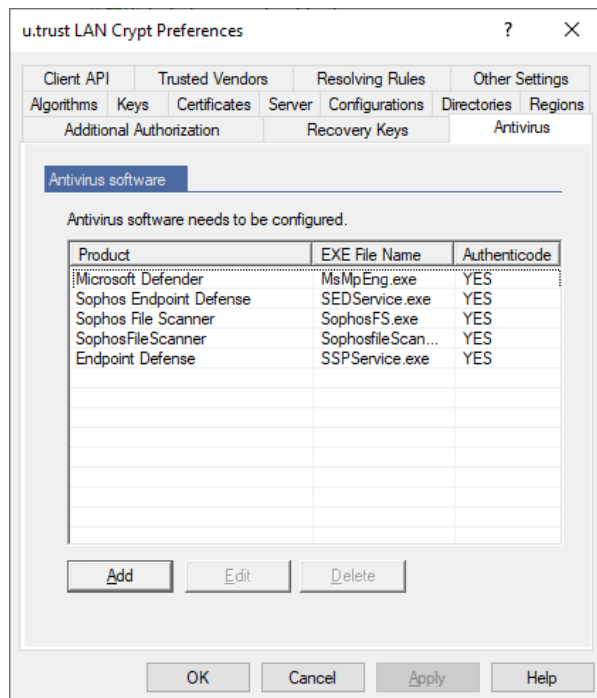 u.trust LAN Crypt Preferences ? ×
Client API Trusted Vendors Resolving Rules Other Settings
Algorithms Keys Certificates Server Configurations Directories Regions
Additional Authorization Recovery Keys Antivirus
Antivirus software
Antivirus software needs to be configured.
Product EXE File Name Authenticode
Microsoft Defender MsMpEng.exe YES
Sophos Endpoint Defense SEDService.exe YES
Sophos File Scanner SophosFS.exe YES
SophosFileScanner SophosfileScan... YES
Endpoint Defense SSPService.exe YES
Add Edit Delete
OK Cancel Apply Help